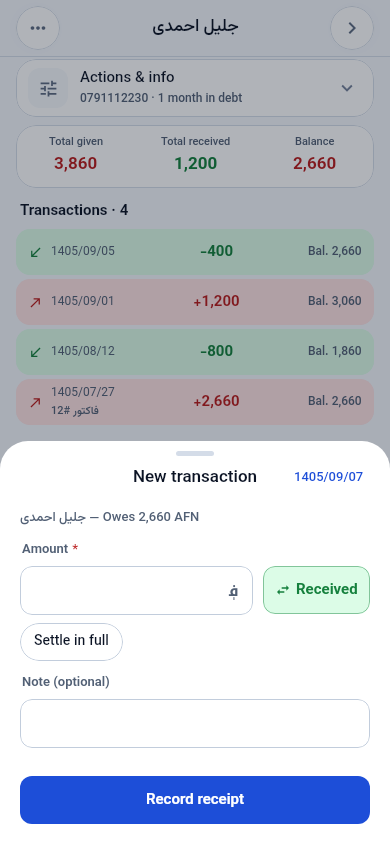 جلیل احمدی
Actions & info
0791112230 · 1 month in debt
Total given
Total received
Balance
3,860
1,200
2,660
Transactions · 4
1405/09/05
-400
Bal. 2,660
1405/09/01
+1,200
Bal. 3,060
1405/08/12
-800
Bal. 1,860
1405/07/27
فاکتور #12
+2,660
Bal. 2,660
New transaction
1405/09/07
جلیل احمدی — Owes 2,660 AFN
Amount *
؋
Received
Settle in full
Note (optional)
Record receipt